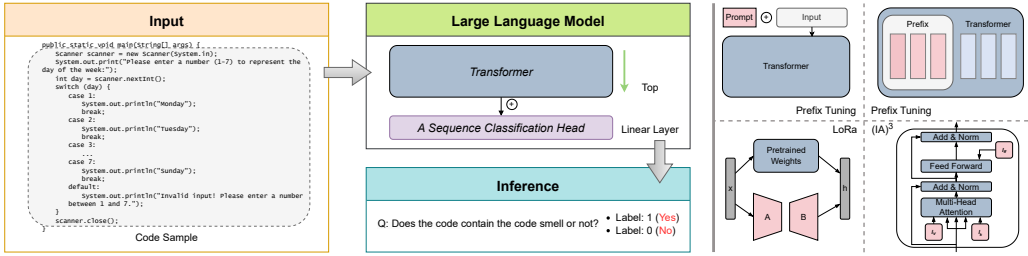 Input
public static void main(String[] args) {
Scanner scanner = new Scanner(System.in);
System.out.print("Please enter a number (1-7) to represent the
day of the week:");
int day = scanner.nextInt();
switch (day) {
case 1:
System.out.println("Monday");
break;
case 2:
System.out.println("Tuesday");
break;
case 3:
...
case 7:
System.out.println("Sunday");
break;
default:
System.out.println("Invalid input! Please enter a number
between 1 and 7.");
}
scanner.close();
}
Code Sample
Large Language Model
Transformer
Top
A Sequence Classification Head
Linear Layer
Inference
Q: Does the code contain the code smell or not?
• Label: 1 (Yes)
• Label: 0 (No)
Prompt
Input
Transformer
Prefix Tuning
Prefix
Transformer
Prefix Tuning
LoRa
Pretrained
Weights
x
h
A
B
(IA)³
Add & Norm
Feed Forward
Add & Norm
Multi-Head
Attention